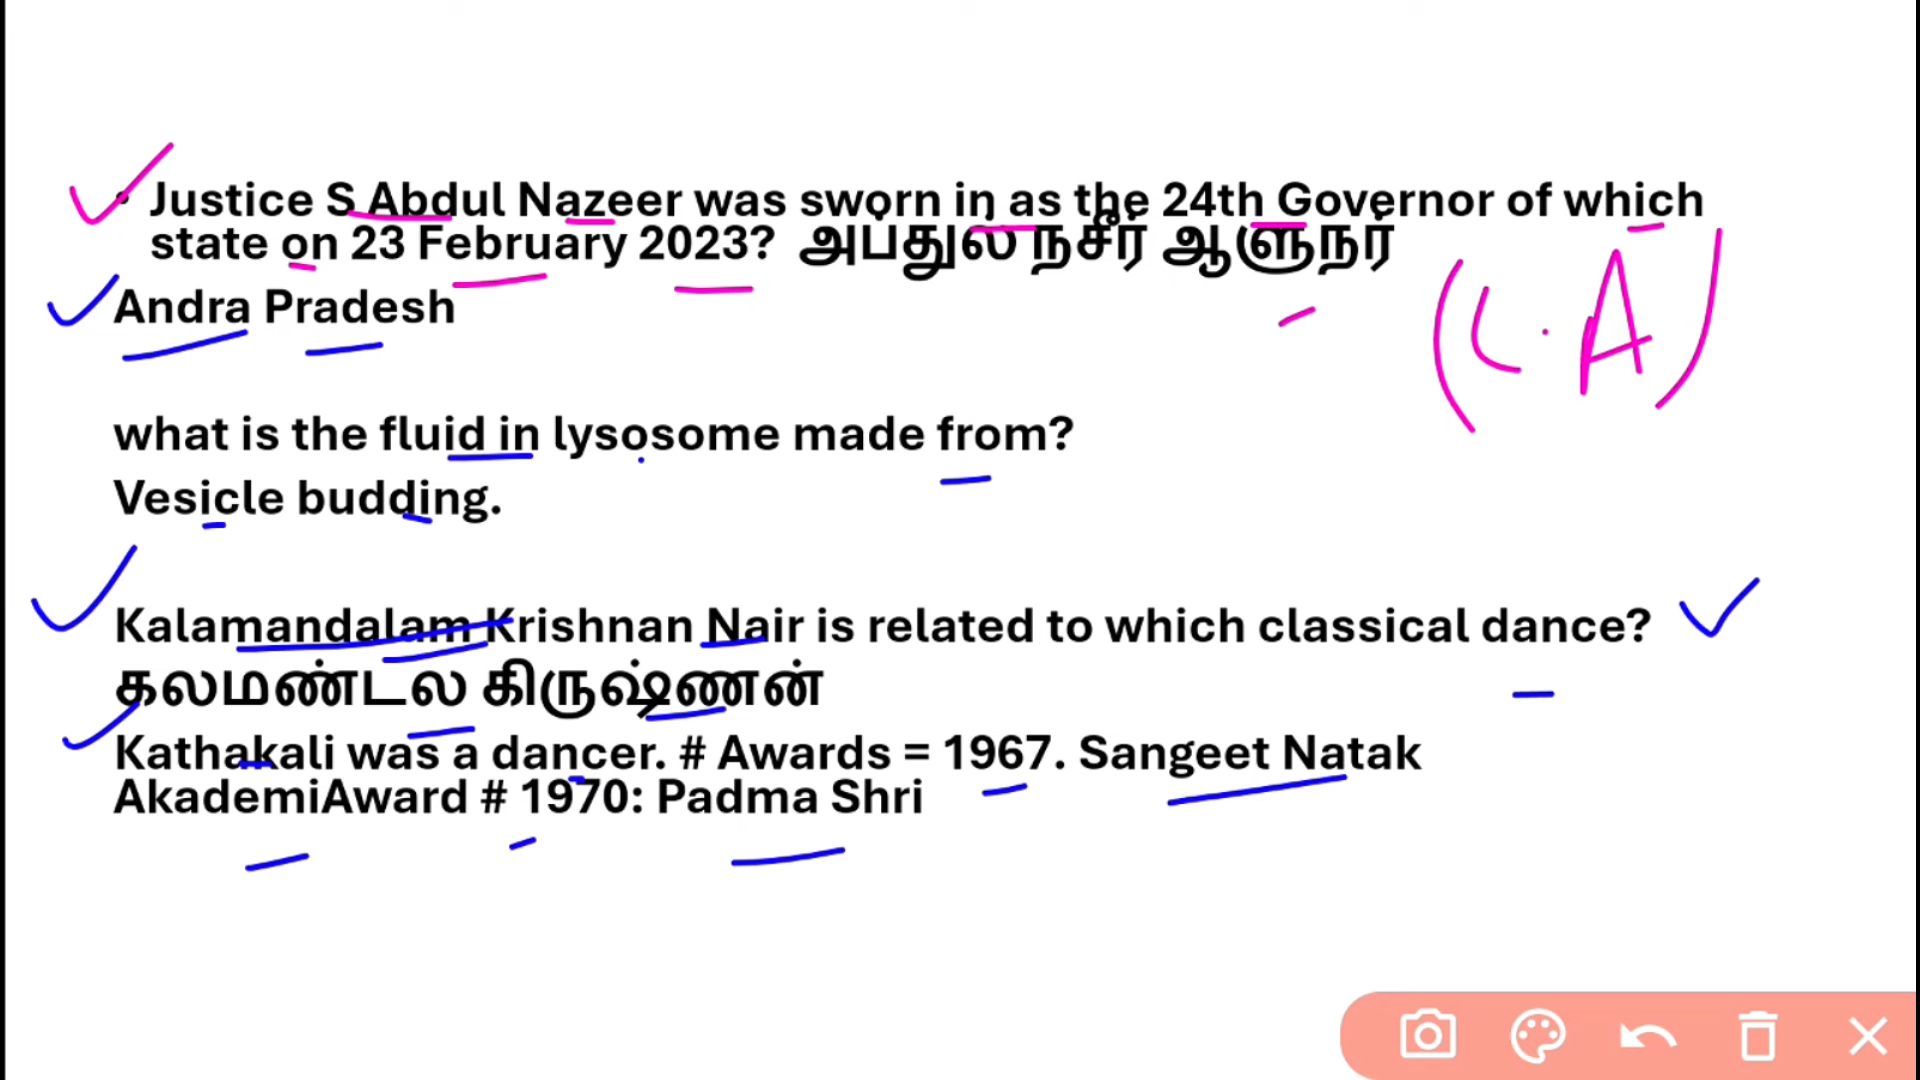 • Justice S Abdul Nazeer was sworn in as the 24th Governor of which
state on 23 February 2023? அப்துல் நசீர் ஆளுநர்
Andra Pradesh
(C.A)
what is the fluid in lysosome made from?
Vesicle budding.
Kalamandalam Krishnan Nair is related to which classical dance?
கலமண்டல கிருஷ்ணன்
Kathakali was a dancer. # Awards = 1967. Sangeet Natak
AkademiAward # 1970: Padma Shri